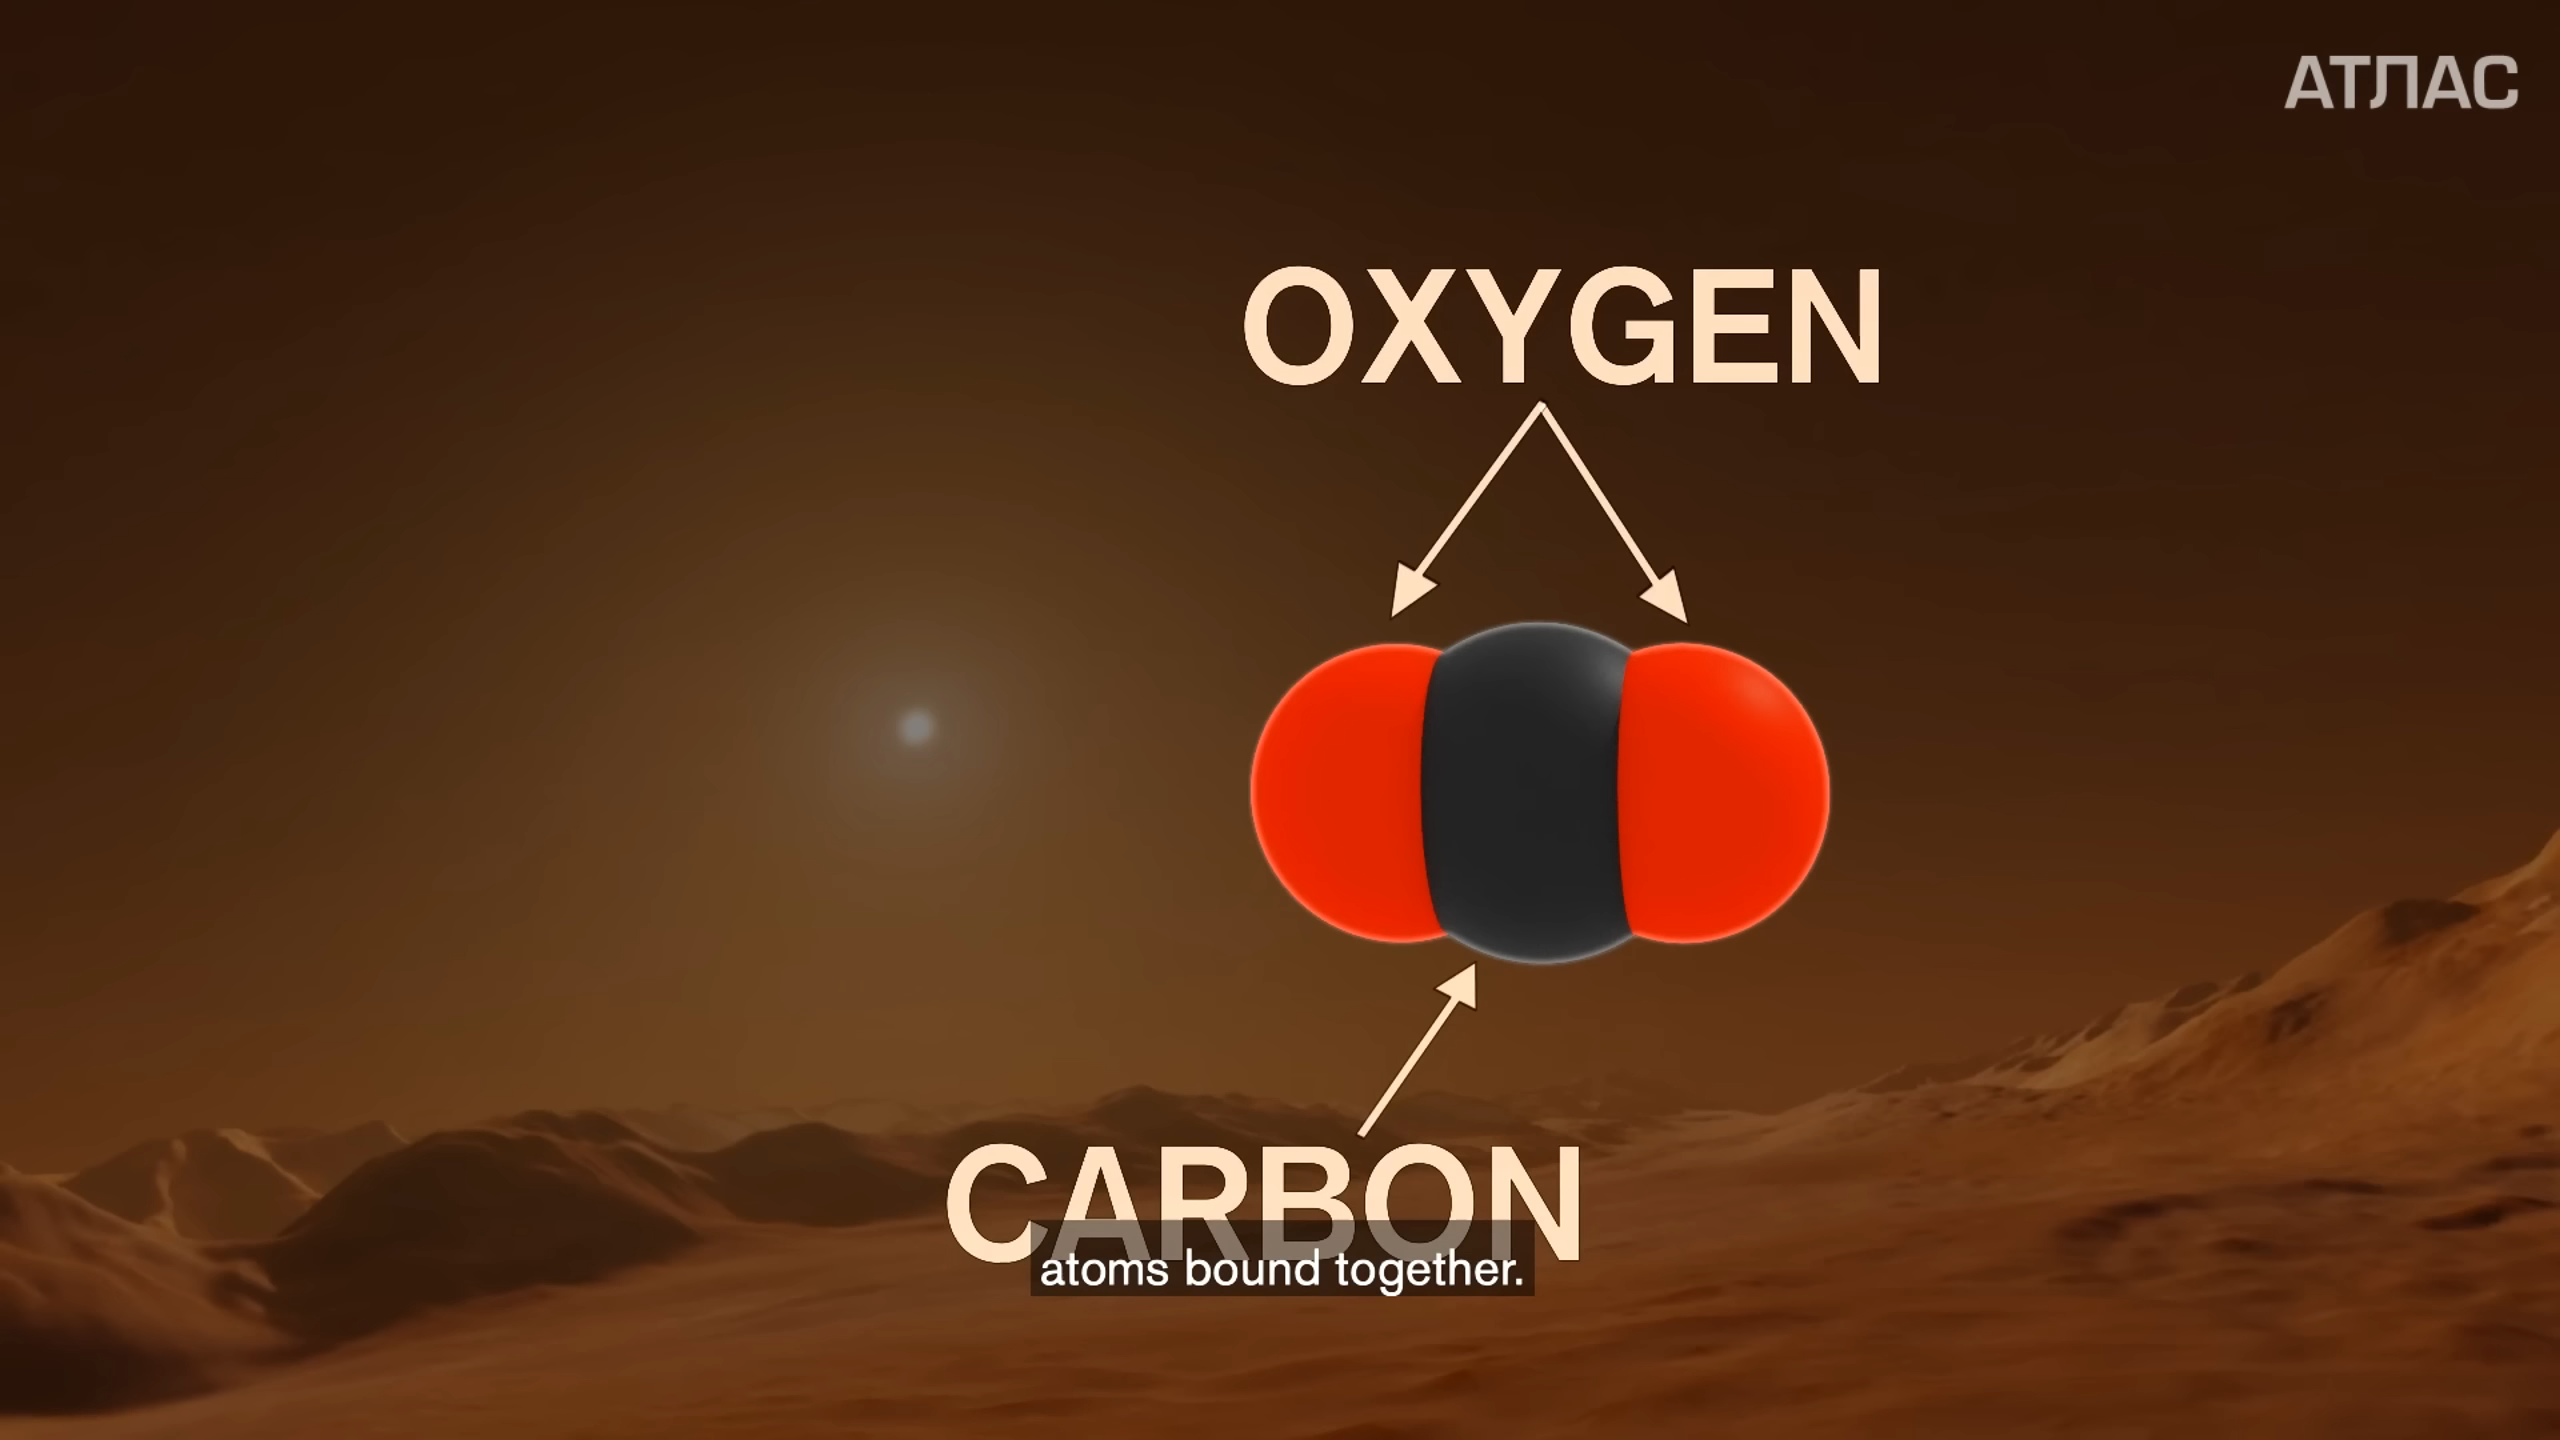 АТЛАС
OXYGEN
CARBON
atoms bound together.